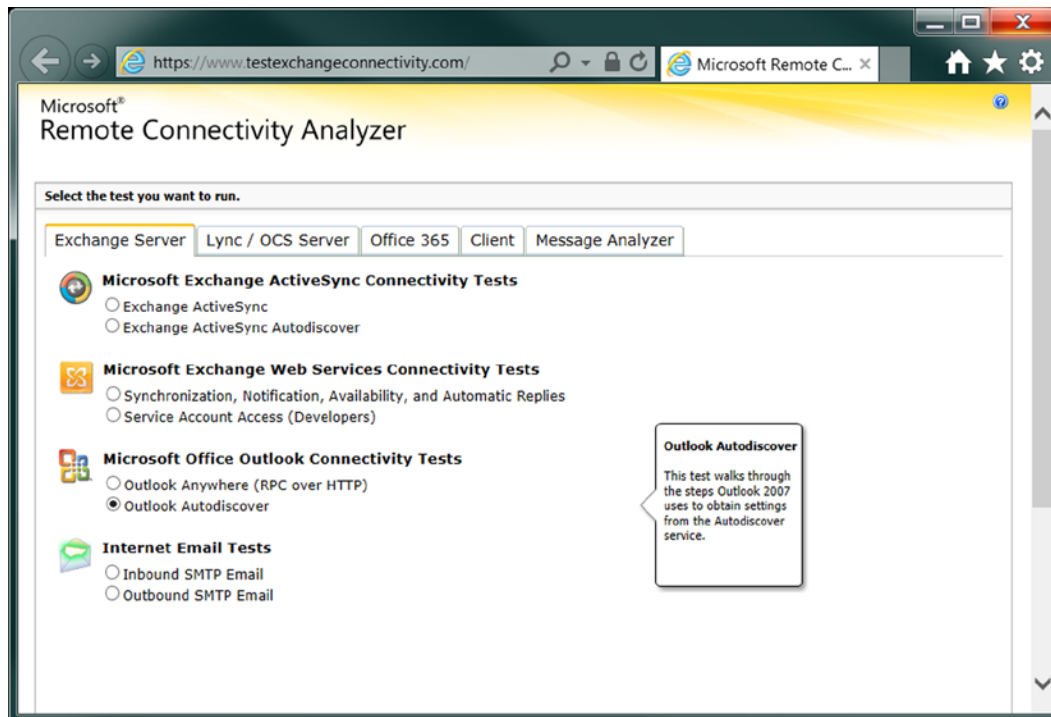 https://www.testexchangeconnectivity.com/
Microsoft Remote C...
Microsoft®
Remote Connectivity Analyzer
Select the test you want to run.
Exchange Server
Lync / OCS Server
Office 365
Client
Message Analyzer
Microsoft Exchange ActiveSync Connectivity Tests
Exchange ActiveSync
Exchange ActiveSync Autodiscover
Microsoft Exchange Web Services Connectivity Tests
Synchronization, Notification, Availability, and Automatic Replies
Service Account Access (Developers)
Microsoft Office Outlook Connectivity Tests
Outlook Anywhere (RPC over HTTP)
Outlook Autodiscover
Internet Email Tests
Inbound SMTP Email
Outbound SMTP Email
Outlook Autodiscover
This test walks through
the steps Outlook 2007
uses to obtain settings
from the Autodiscover
service.